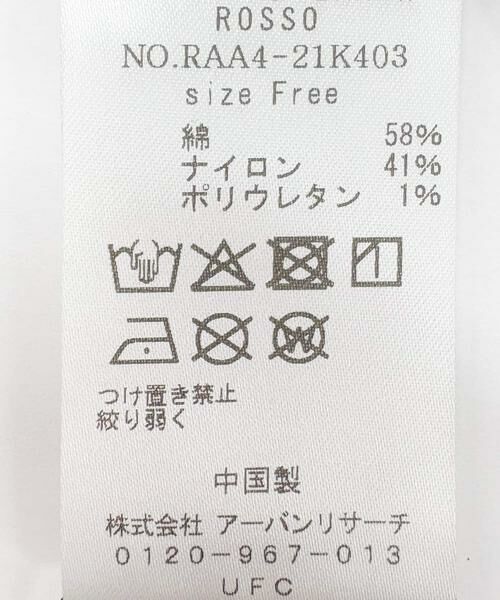 ROSSO
NO.RAA4-21K403
size Free
綿 58%
ナイロン 41%
ポリウレタン 1%
W
つけ置き禁止
絞り弱く
中国製
株式会社 アーバンリサーチ
0120-967-013
UFC